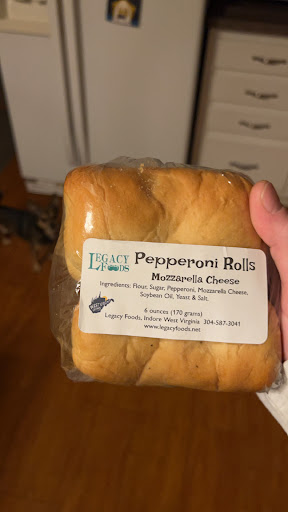 LEGACY
FOODS
Pepperoni Rolls
Mozzarella Cheese
Ingredients: Flour, Sugar, Pepperoni, Mozzarella Cheese,
Soybean Oil, Yeast & Salt.
6 ounces (170 grams)
Legacy Foods, Indore West Virginia 304-587-3041
www.legacyfoods.net